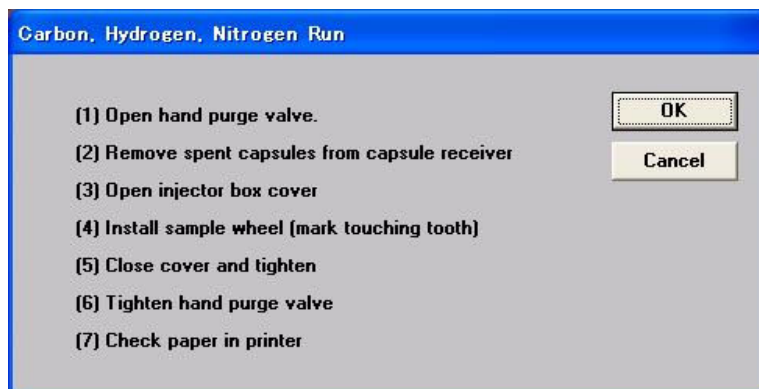 Carbon, Hydrogen, Nitrogen Run
(1) Open hand purge valve.
(2) Remove spent capsules from capsule receiver
(3) Open injector box cover
(4) Install sample wheel (mark touching tooth)
(5) Close cover and tighten
(6) Tighten hand purge valve
(7) Check paper in printer
OK
Cancel